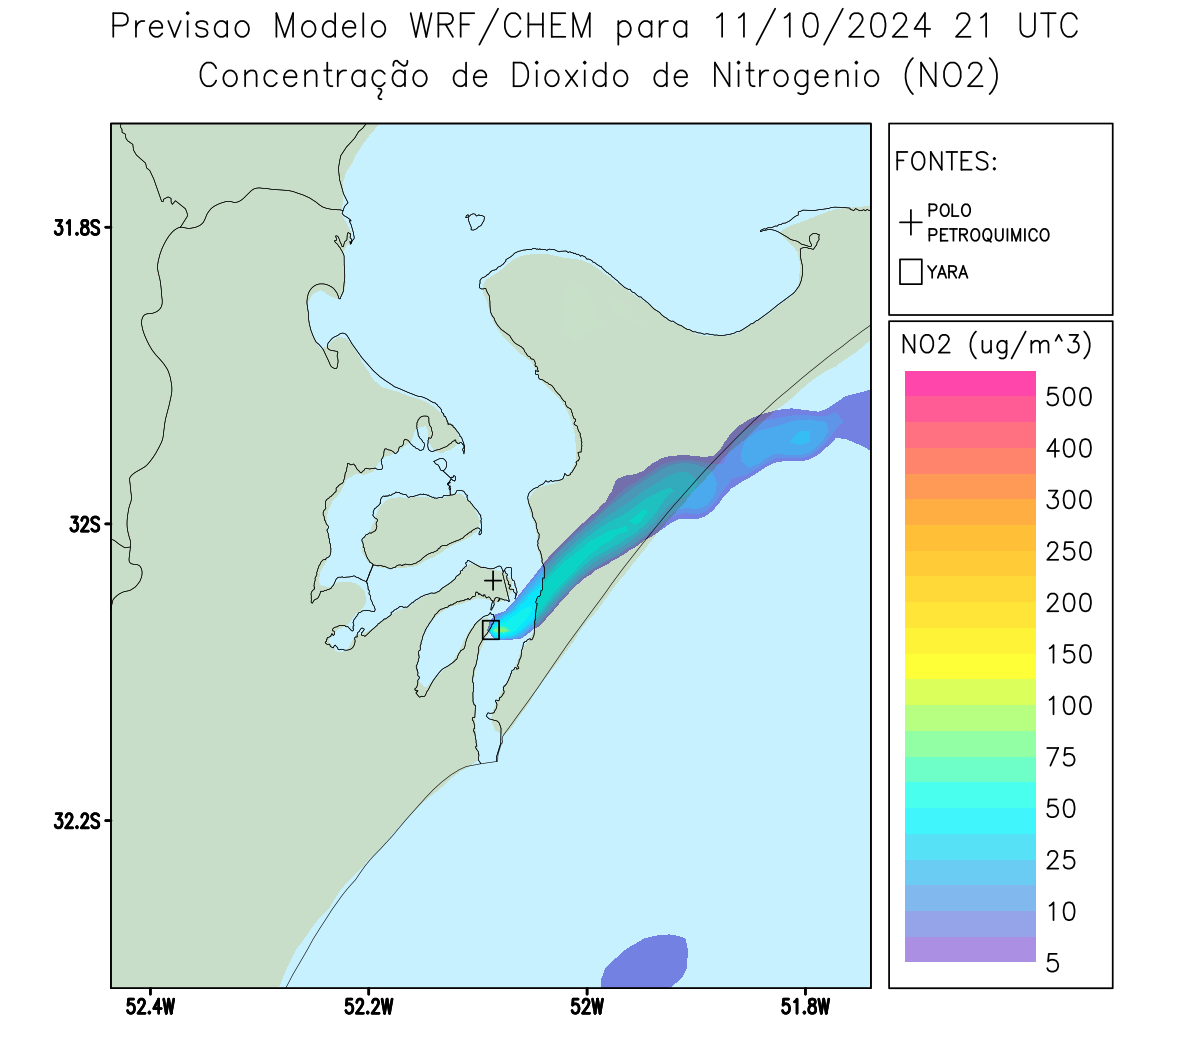 Previsao Modelo WRF/CHEM para 11/10/2024 21 UTC
Concentração de Dioxido de Nitrogenio (NO2)
FONTES:
POLO
PETROQUIMICO
YARA
NO2 (ug/m^3)
500
400
300
250
200
150
100
75
50
25
10
5
31.8S
32S
32.2S
52.4W
52.2W
52W
51.8W